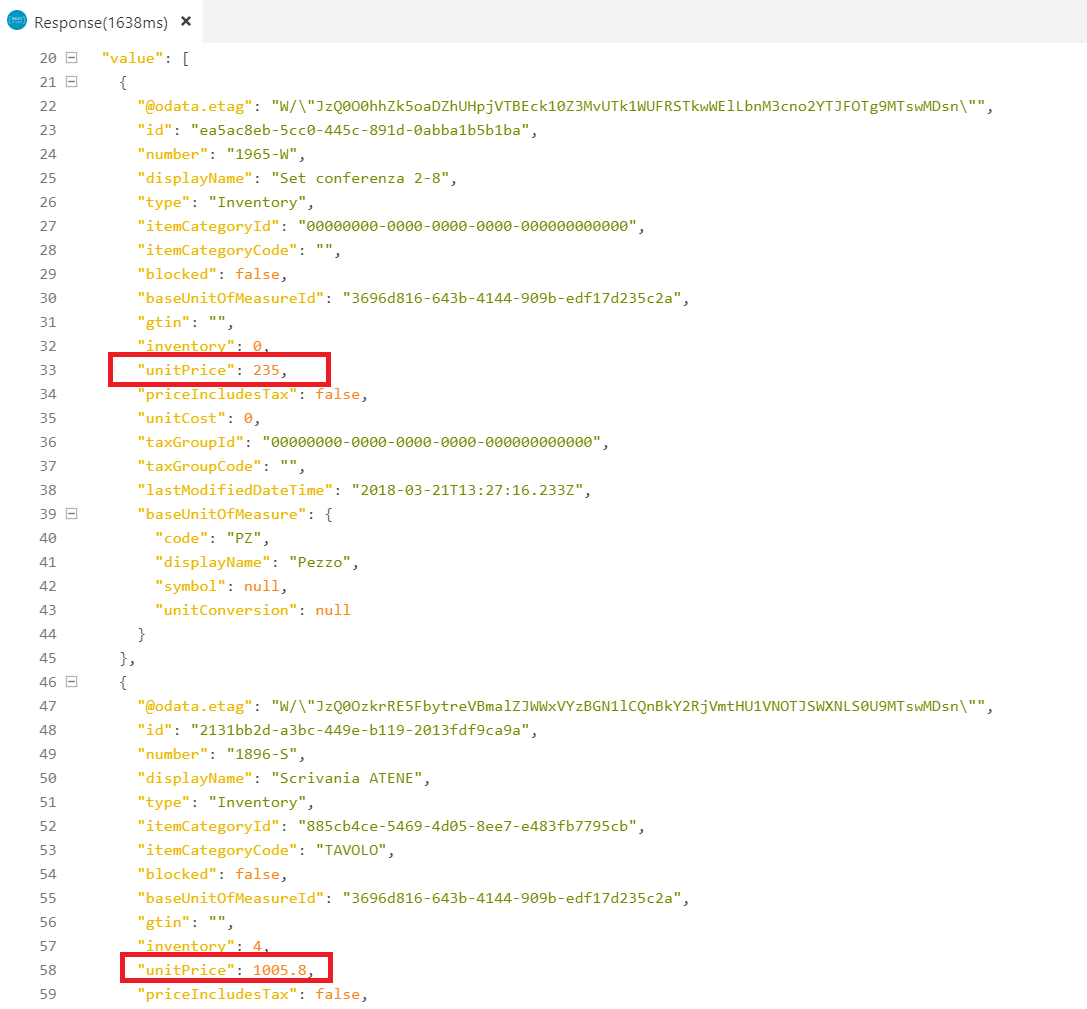 Response(1638ms) ×
20 "value": [
21 {
22 "@odata.etag": "W/\"JzQ0O0hhZk5oaDZhUHpjVTBEck10Z3MvUTk1WUFRSTkwWElLbnM3cno2YTJFOTg9MTswMDsn\"",
23 "id": "ea5ac8eb-5cc0-445c-891d-0abba1b5b1ba",
24 "number": "1965-W",
25 "displayName": "Set conferenza 2-8",
26 "type": "Inventory",
27 "itemCategoryId": "00000000-0000-0000-0000-000000000000",
28 "itemCategoryCode": "",
29 "blocked": false,
30 "baseUnitOfMeasureId": "3696d816-643b-4144-909b-edf17d235c2a",
31 "gtin": "",
32 "inventory": 0,
33 "unitPrice": 235,
34 "priceIncludesTax": false,
35 "unitCost": 0,
36 "taxGroupId": "00000000-0000-0000-0000-000000000000",
37 "taxGroupCode": "",
38 "lastModifiedDateTime": "2018-03-21T13:27:16.233Z",
39 "baseUnitOfMeasure": {
40 "code": "PZ",
41 "displayName": "Pezzo",
42 "symbol": null,
43 "unitConversion": null
44 }
45 },
46 {
47 "@odata.etag": "W/\"JzQ0OzkrRE5FbytreVBmalZJWWxVYzBGN1lCQnBkY2RjVmtHU1VNOTJSWXNLS0U9MTswMDsn\"",
48 "id": "2131bb2d-a3bc-449e-b119-2013fdf9ca9a",
49 "number": "1896-S",
50 "displayName": "Scrivania ATENE",
51 "type": "Inventory",
52 "itemCategoryId": "885cb4ce-5469-4d05-8ee7-e483fb7795cb",
53 "itemCategoryCode": "TAVOLO",
54 "blocked": false,
55 "baseUnitOfMeasureId": "3696d816-643b-4144-909b-edf17d235c2a",
56 "gtin": "",
57 "inventory": 4,
58 "unitPrice": 1005.8,
59 "priceIncludesTax": false,